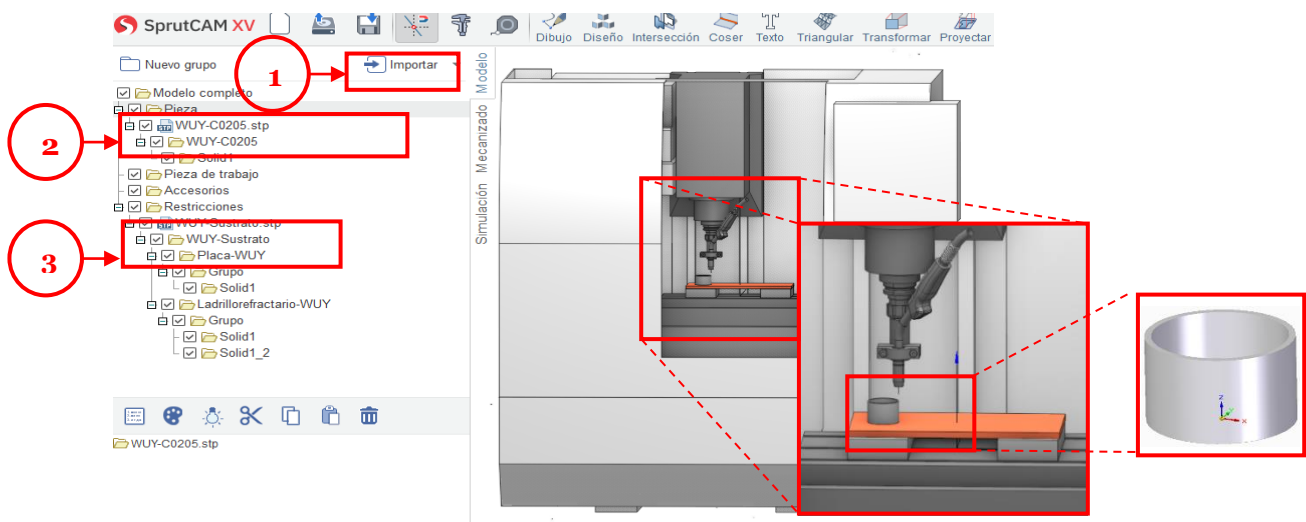 SprutCAM XV
Dibujo Diseño Intersección Coser Texto Triangular Transformar Proyectar
Nuevo grupo
1
Importar
Modelo
Mecanizado
Simulación
Modelo completo
Pieza
2
WUY-C0205.stp
WUY-C0205
Solid1
Pieza de trabajo
Accesorios
Restricciones
WUY-Sustrato.stp
3
WUY-Sustrato
Placa-WUY
Grupo
Solid1
Ladrillorefractario-WUY
Grupo
Solid1
Solid1_2
WUY-C0205.stp
Z
Y
X